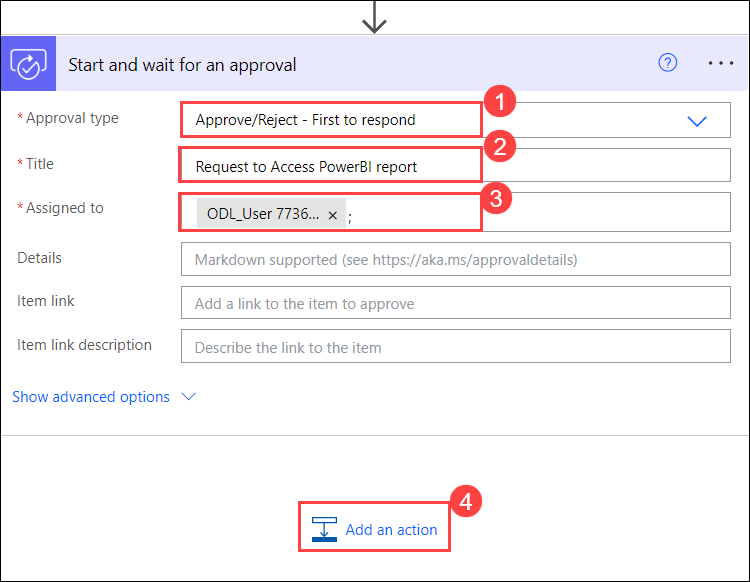 Start and wait for an approval
? ...
1
* Approval type Approve/Reject - First to respond
2
* Title Request to Access PowerBI report
3
* Assigned to ODL_User 7736... × ;
Details Markdown supported (see https://aka.ms/approvaldetails)
Item link Add a link to the item to approve
Item link description Describe the link to the item
Show advanced options
4
Add an action